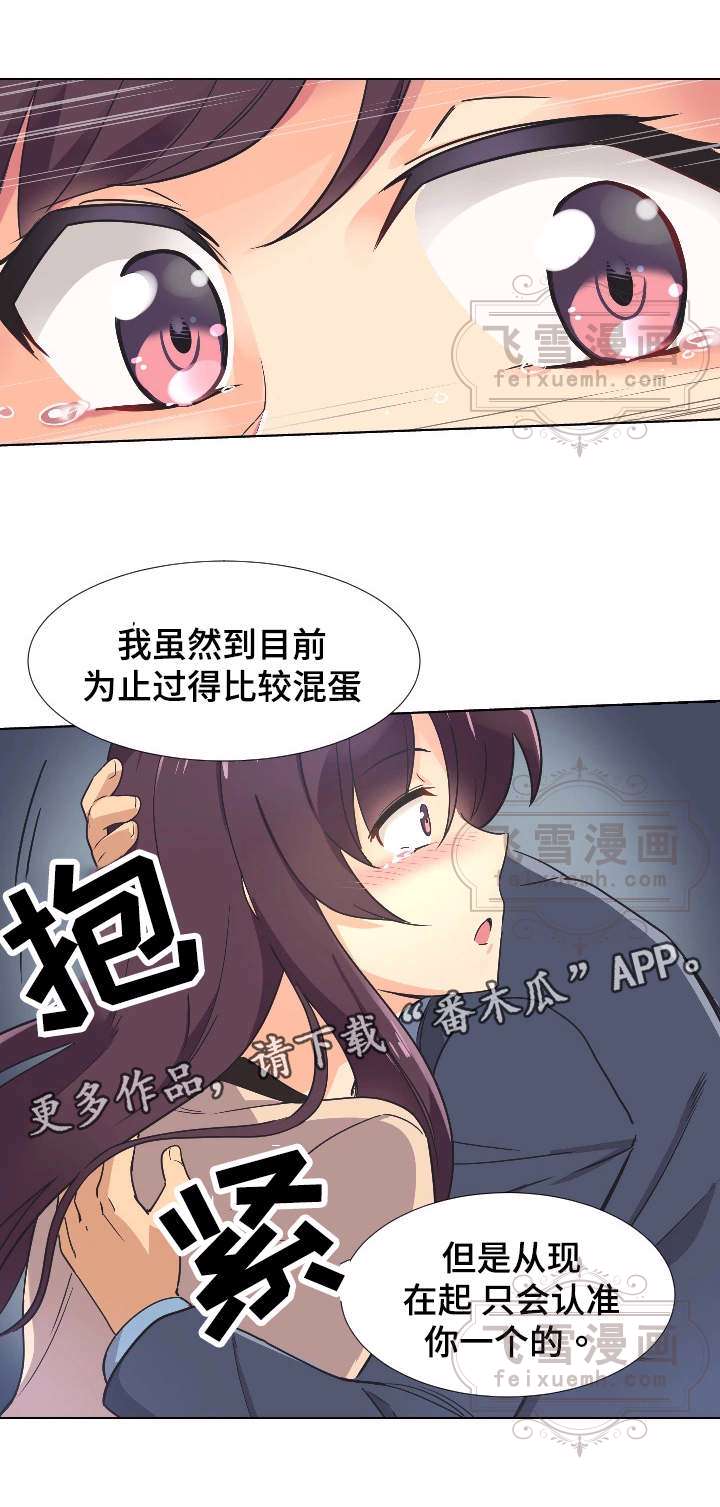 飞雪漫画
feixuemh.com
我虽然到目前
为止过得比较混蛋
飞雪漫画
feixuemh.com
抱
更多作品，请下载“番木瓜”APP。
紧
但是从现
在起 只会认准
你一个的。
飞雪漫画
feixuemh.com